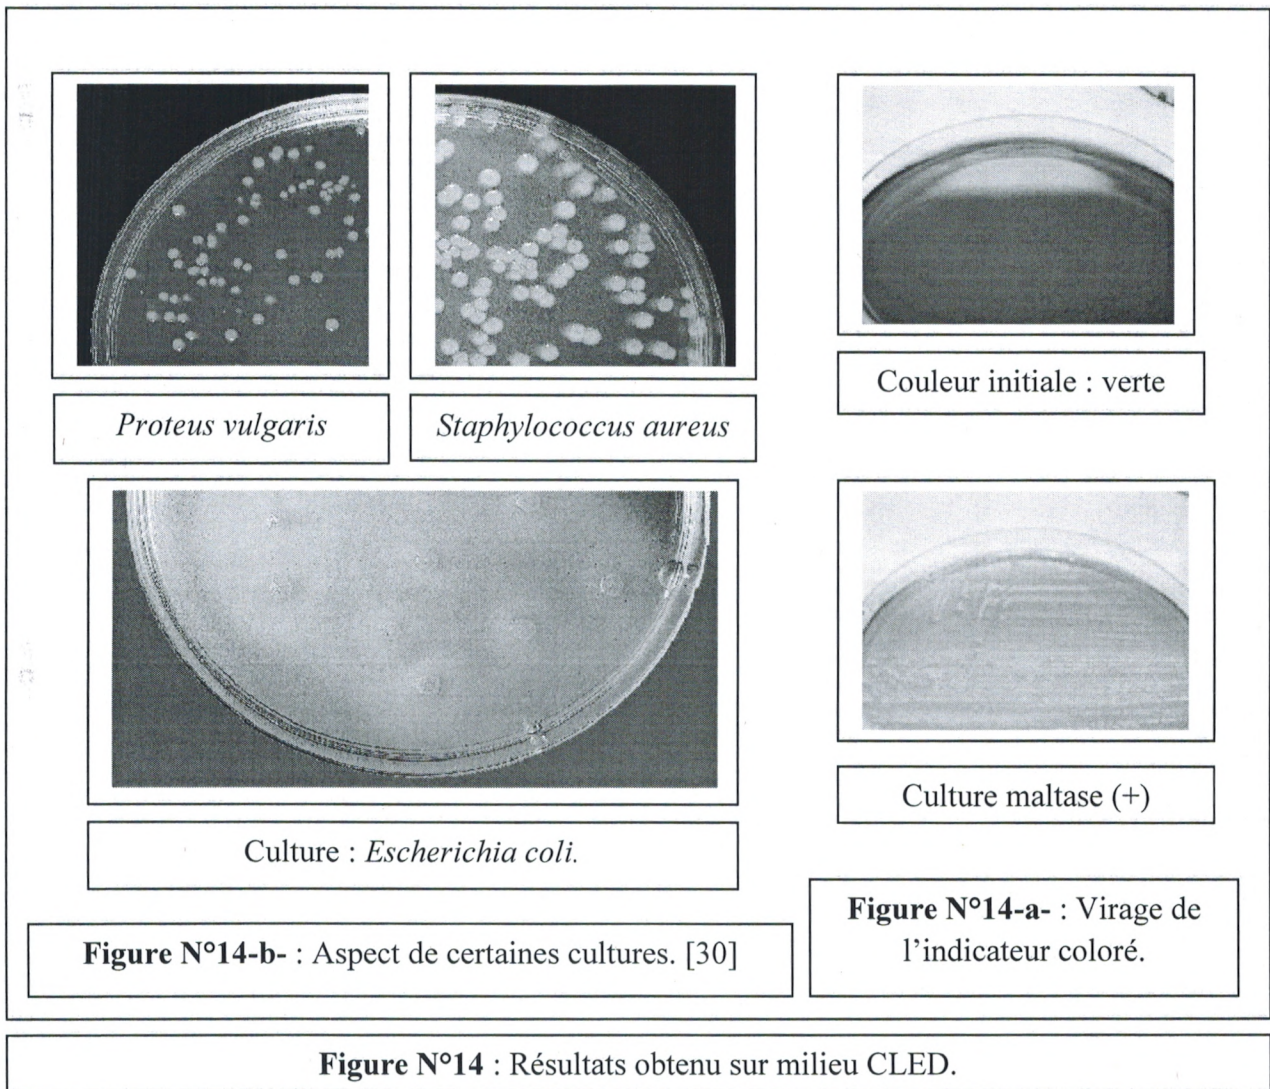 Proteus vulgaris
Staphylococcus aureus
Couleur initiale : verte
Culture : Escherichia coli.
Culture maltase (+)
Figure N°14-b- : Aspect de certaines cultures. [30]
Figure N°14-a- : Virage de
l'indicateur coloré.
Figure N°14 : Résultats obtenu sur milieu CLED.